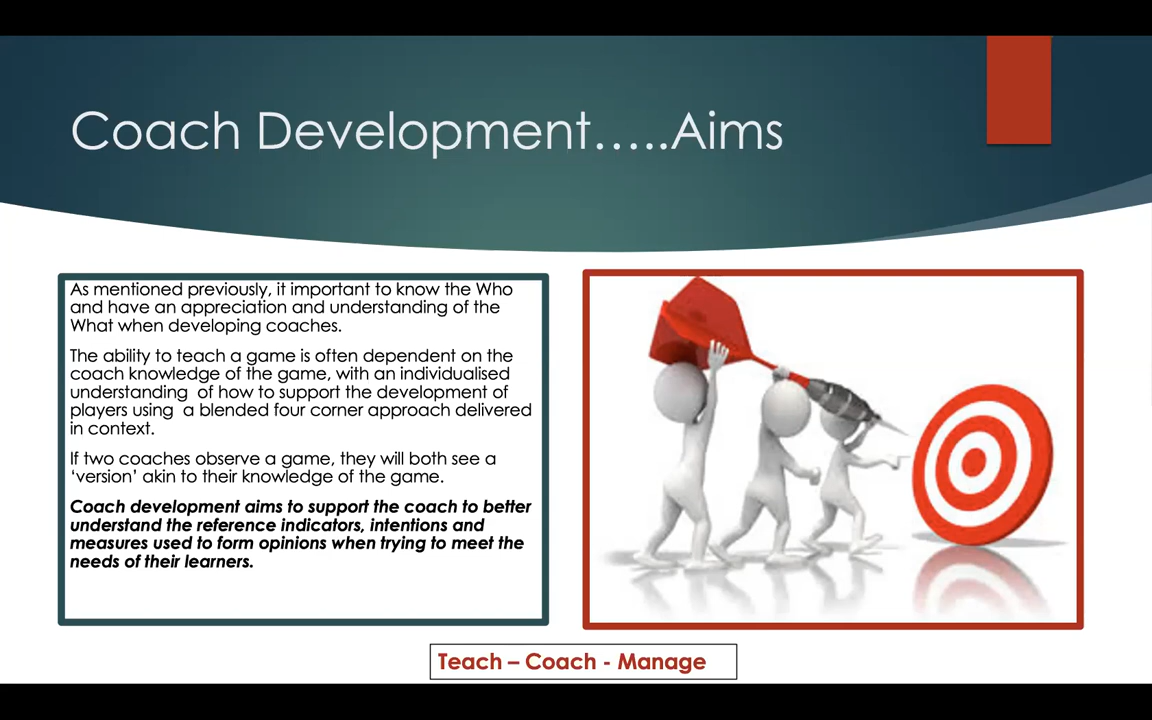 Coach Development…..Aims
As mentioned previously, it important to know the Who
and have an appreciation and understanding of the
What when developing coaches.
The ability to teach a game is often dependent on the
coach knowledge of the game, with an individualised
understanding  of how to support the development of
players using  a blended four corner approach delivered
in context.
If two coaches observe a game, they will both see a
‘version’ akin to their knowledge of the game.
Coach development aims to support the coach to better
understand the reference indicators, intentions and
measures used to form opinions when trying to meet the
needs of their learners.
Teach – Coach - Manage